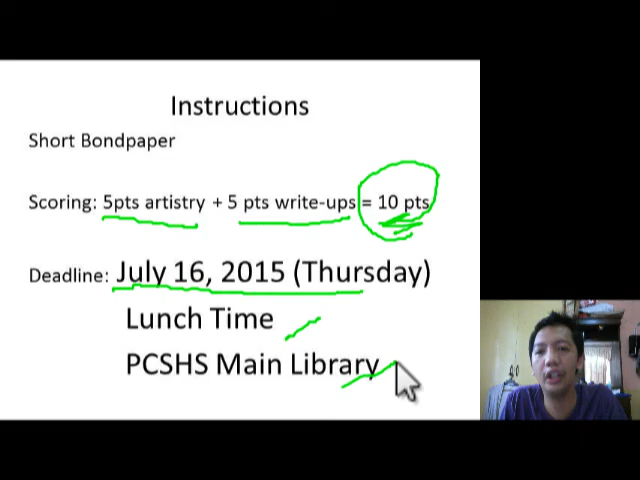 Instructions
Short Bondpaper
Scoring: 5pts artistry + 5 pts write-ups = 10 pts
Deadline: July 16, 2015 (Thursday)
Lunch Time
PCSHS Main Library